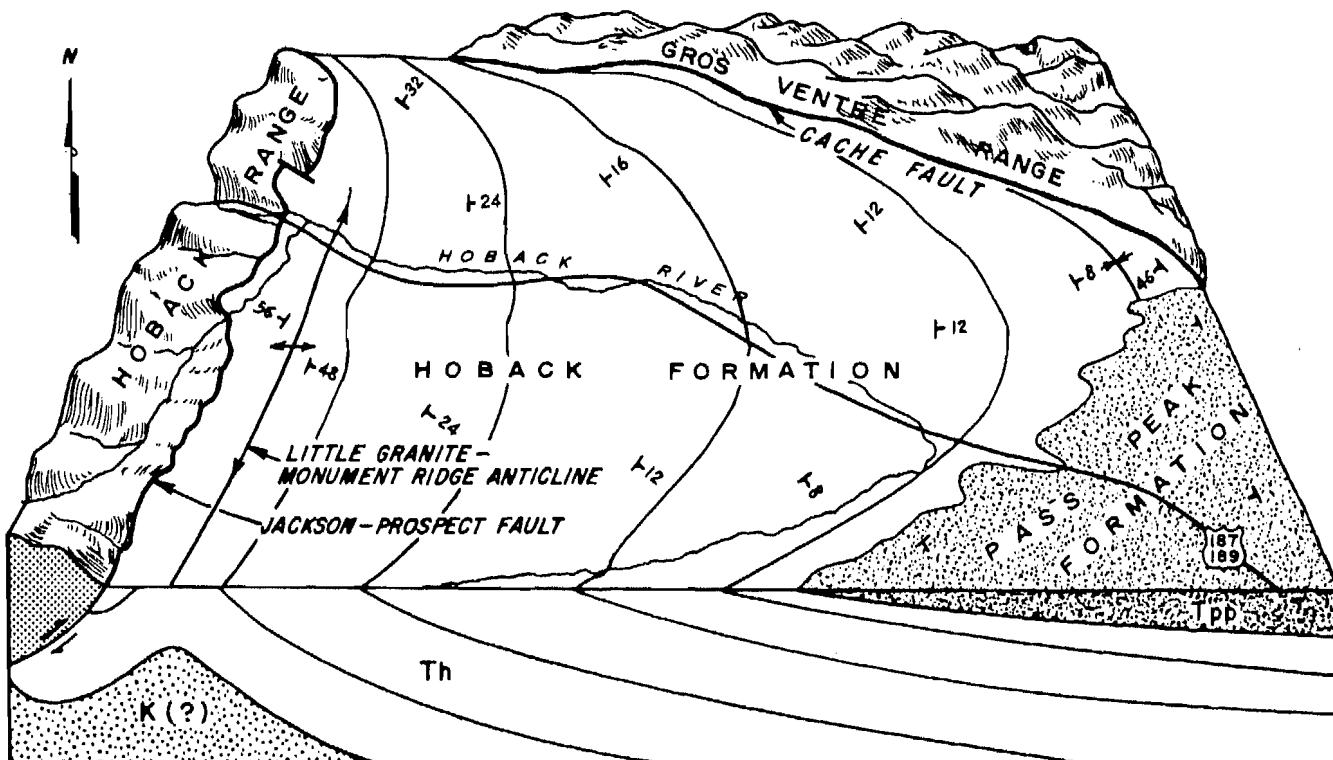 N
GROS
VENTRE
RANGE
CACHE FAULT
HOBACK
RANGE
32
16
24
12
8
46
HOBACK
RIVER
56
12
48
HOBACK FORMATION
24
12
8
LITTLE GRANITE-
MONUMENT RIDGE ANTICLINE
JACKSON-PROSPECT FAULT
PASS PEAK
FORMATION
187
189
Tpp
Th
K(?)